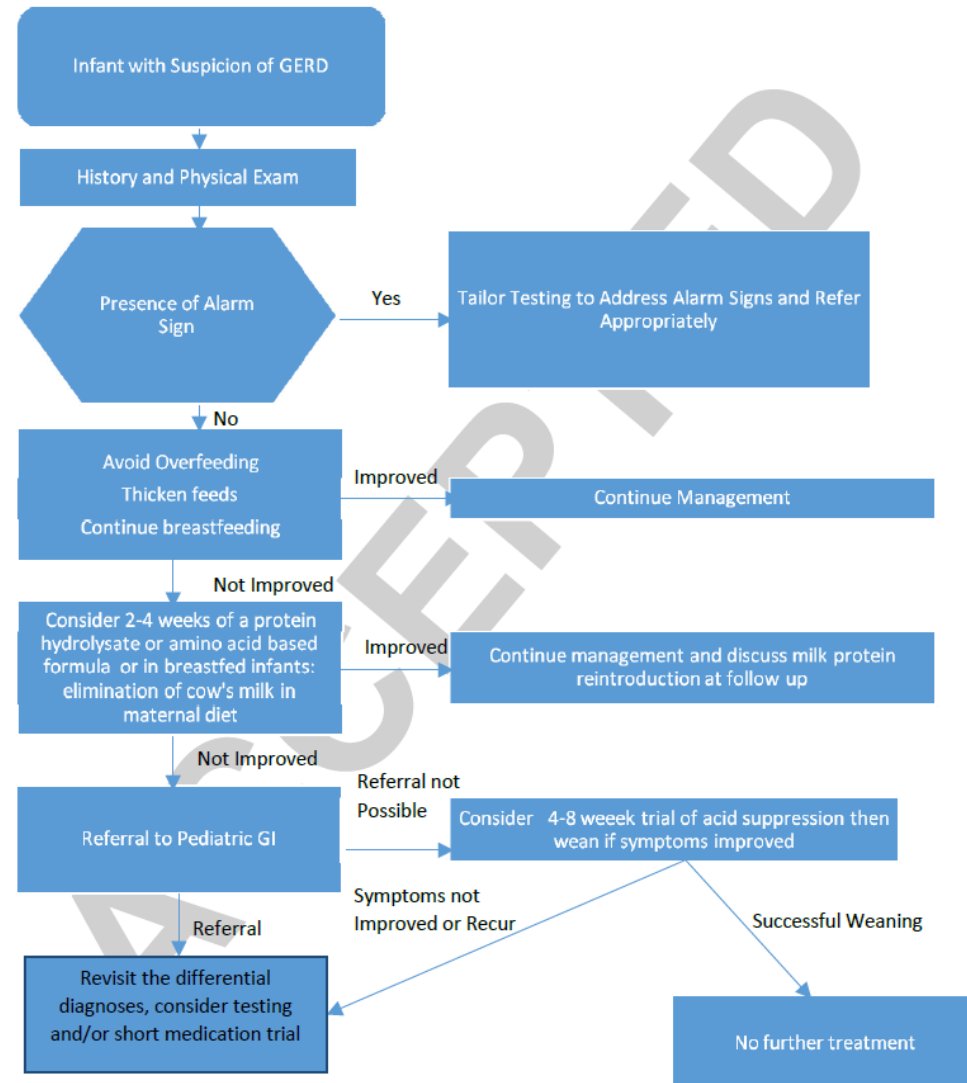 Infant with Suspicion of GERD
History and Physical Exam
Presence of Alarm
Sign
Yes
Tailor Testing to Address Alarm Signs and Refer
Appropriately
No
Avoid Overfeeding
Thicken feeds
Continue breastfeeding
Improved
Continue Management
Not Improved
Consider 2-4 weeks of a protein
hydrolysate or amino acid based
formula or in breastfed infants:
elimination of cow's milk in
maternal diet
Improved
Continue management and discuss milk protein
reintroduction at follow up
Not Improved
Referral to Pediatric GI
Referral not
Possible
Consider 4-8 weeek trial of acid suppression then
wean if symptoms improved
Symptoms not
Improved or Recur
Referral
Successful Weaning
Revisit the differential
diagnoses, consider testing
and/or short medication trial
No further treatment
ACCEPTED